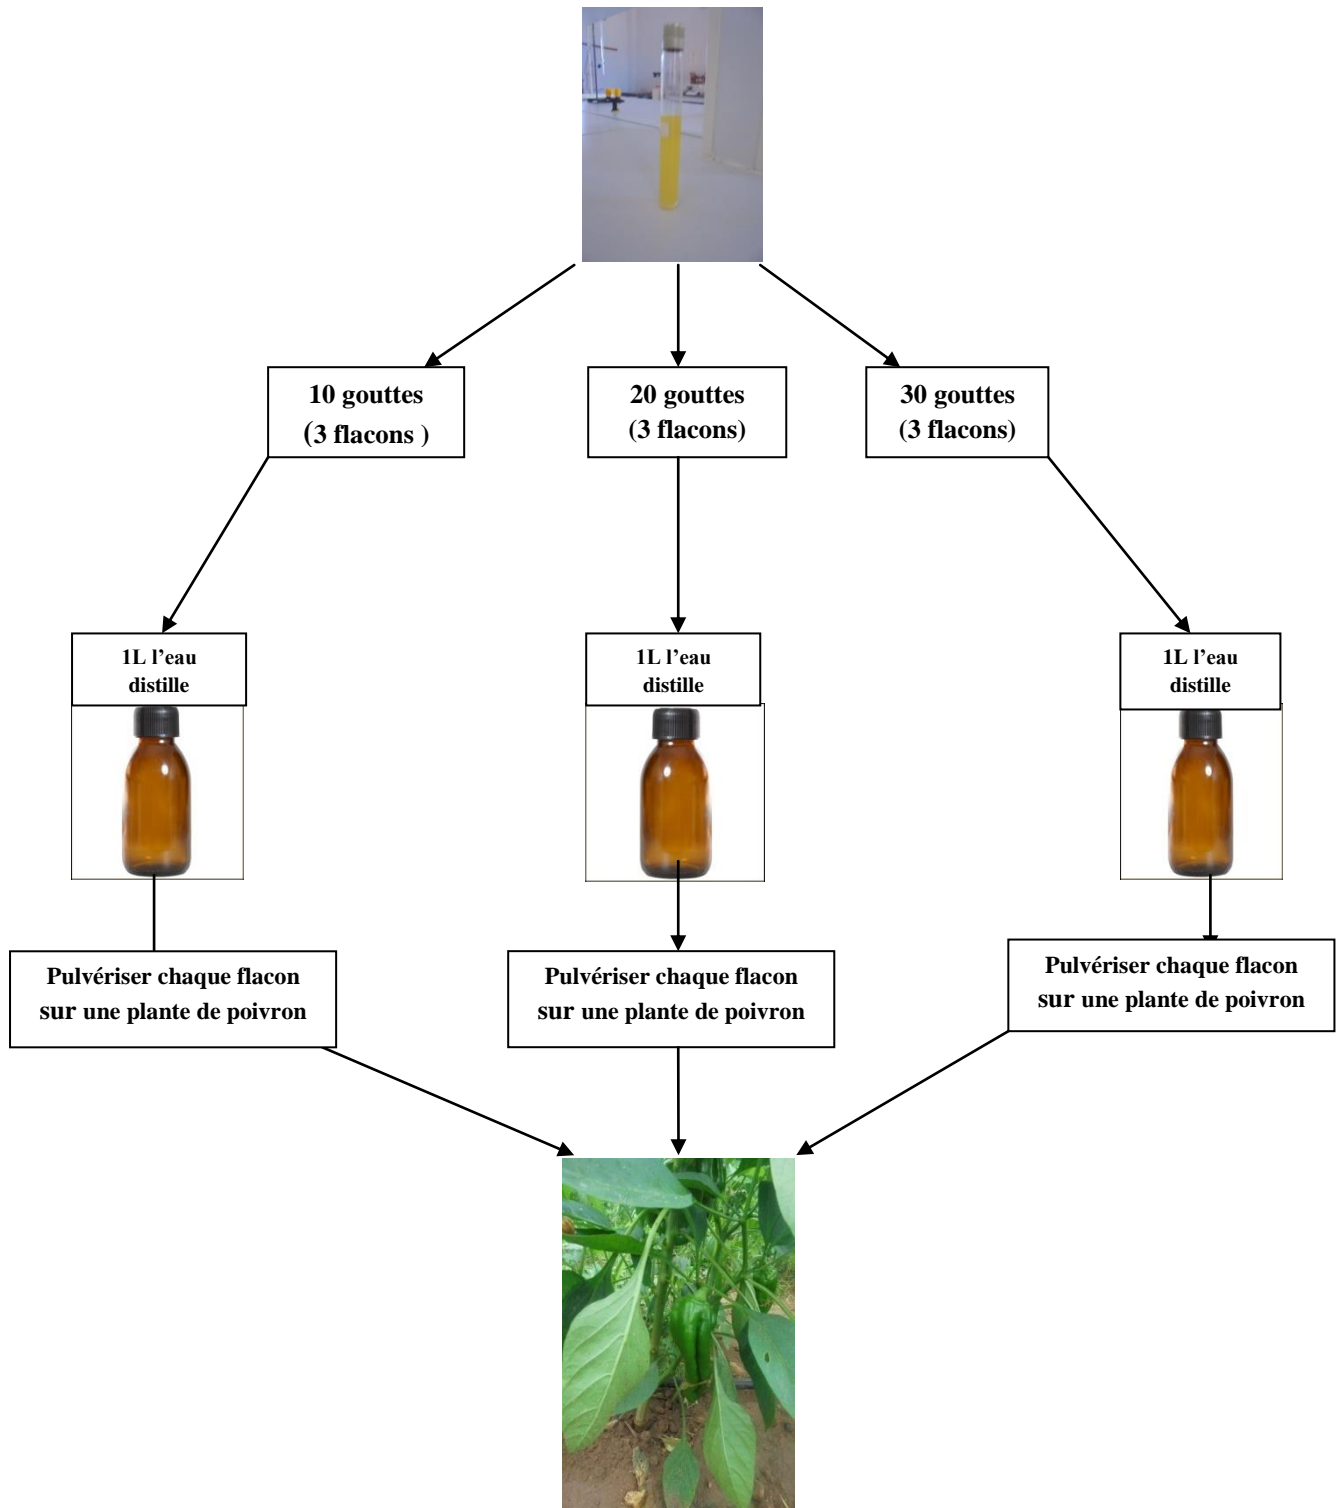 10 gouttes
(3 flacons )
20 gouttes
(3 flacons)
30 gouttes
(3 flacons)
1L l’eau
distille
1L l’eau
distille
1L l’eau
distille
Pulvériser chaque flacon
sur une plante de poivron
Pulvériser chaque flacon
sur une plante de poivron
Pulvériser chaque flacon
sur une plante de poivron